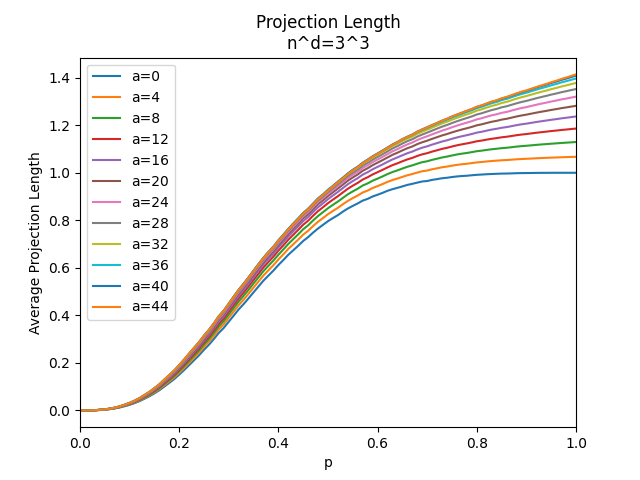 Projection Length
n^d=3^3
Average Projection Length
1.4
1.2
1.0
0.8
0.6
0.4
0.2
0.0
a=0
a=4
a=8
a=12
a=16
a=20
a=24
a=28
a=32
a=36
a=40
a=44
0.0 0.2 0.4 0.6 0.8 1.0
p